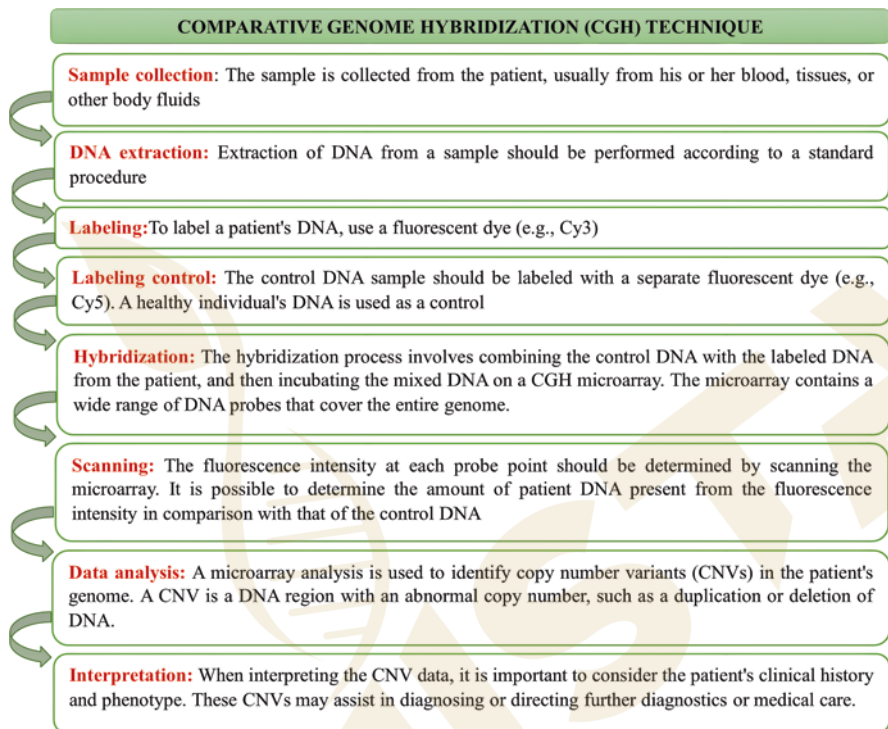 COMPARATIVE GENOME HYBRIDIZATION (CGH) TECHNIQUE
Sample collection: The sample is collected from the patient, usually from his or her blood, tissues, or
other body fluids
DNA extraction: Extraction of DNA from a sample should be performed according to a standard
procedure
Labeling:To label a patient's DNA, use a fluorescent dye (e.g., Cy3)
Labeling control: The control DNA sample should be labeled with a separate fluorescent dye (e.g.,
Cy5). A healthy individual's DNA is used as a control
Hybridization: The hybridization process involves combining the control DNA with the labeled DNA
from the patient, and then incubating the mixed DNA on a CGH microarray. The microarray contains a
wide range of DNA probes that cover the entire genome.
Scanning: The fluorescence intensity at each probe point should be determined by scanning the
microarray. It is possible to determine the amount of patient DNA present from the fluorescence
intensity in comparison with that of the control DNA
Data analysis: A microarray analysis is used to identify copy number variants (CNVs) in the patient's
genome. A CNV is a DNA region with an abnormal copy number, such as a duplication or deletion of
DNA.
Interpretation: When interpreting the CNV data, it is important to consider the patient's clinical history
and phenotype. These CNVs may assist in diagnosing or directing further diagnostics or medical care.